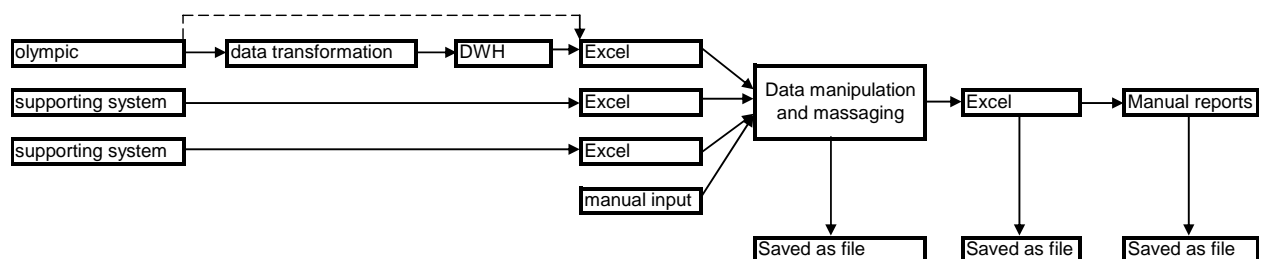 olympic
data transformation
DWH
Excel
supporting system
Excel
Data manipulation
and massaging
Excel
Manual reports
supporting system
Excel
manual input
Saved as file
Saved as file
Saved as file